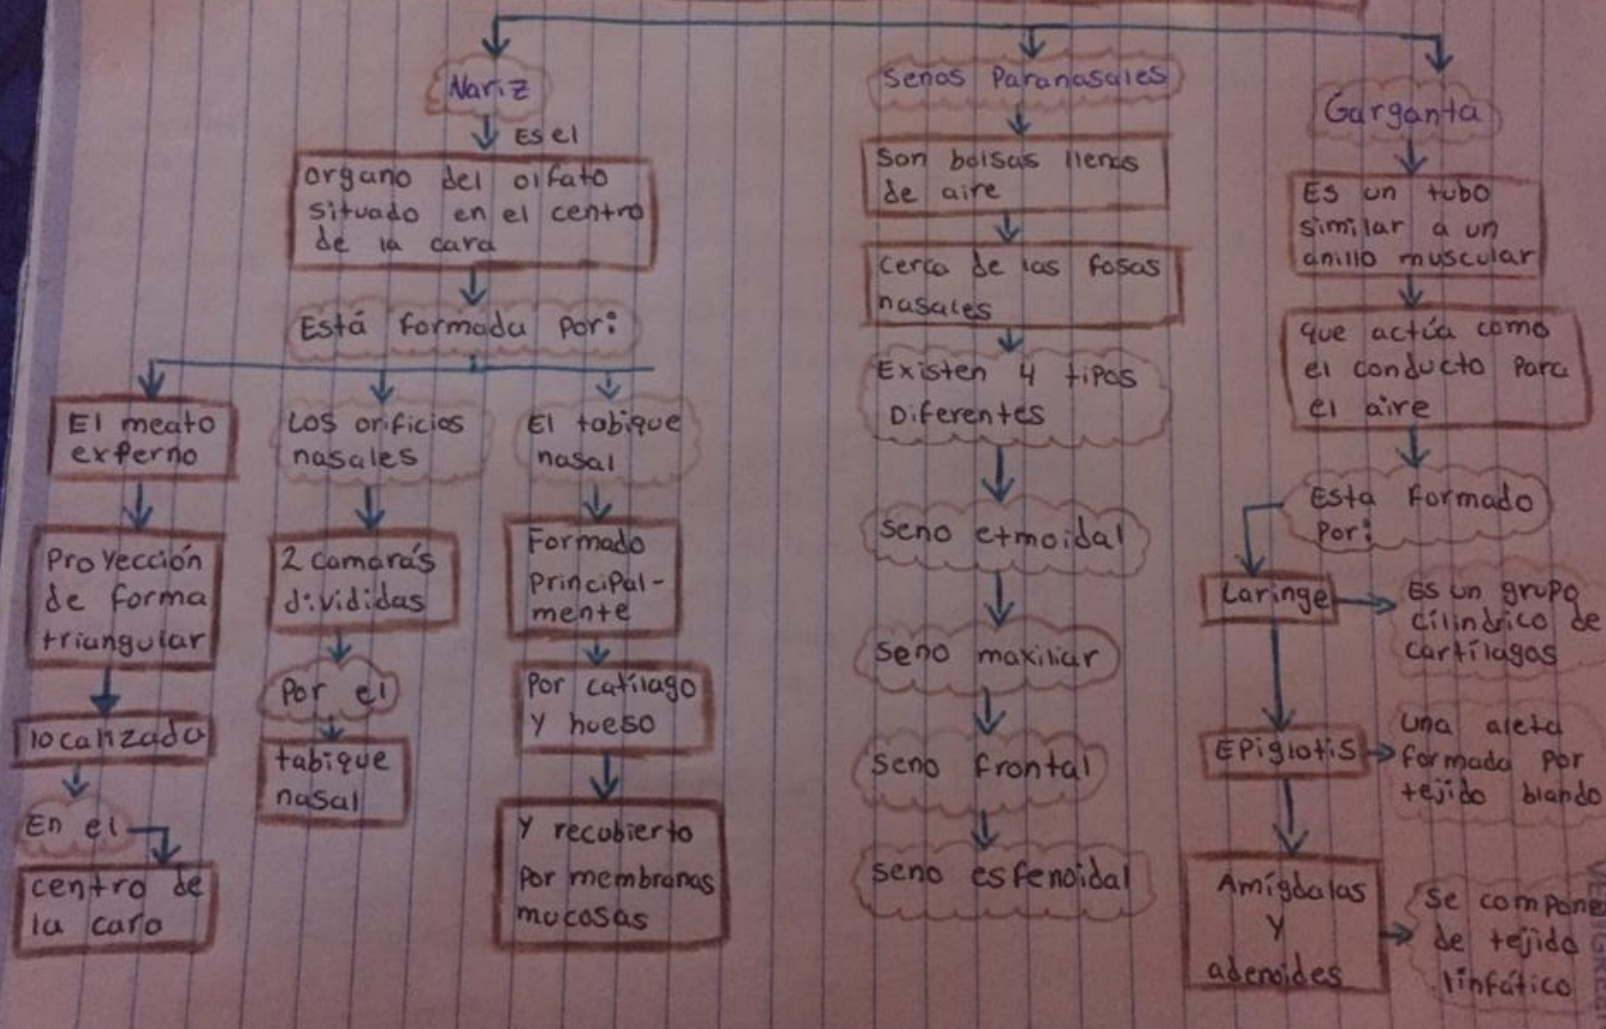 Nariz
Es el
organo del olfato
situado en el centro
de la cara
Está formada por:
El meato
experno
Proyección
de forma
triangular
localizado
En el
centro de
la cara
Los orificios
nasales
2 camarás
divididas
Por el
tabique
nasal
El tabique
nasal
Formado
principal-
mente
Por catílago
y hueso
Y recubierto
por membranas
mucosas
Senos Paranasales
Son bolsas llenas
de aire
Cerca de las fosas
nasales
Existen 4 tipos
Diferentes
Seno etmoidal
Seno maxiliar
Seno frontal
Seno esfenoidal
Garganta
Es un tubo
similar a un
anillo muscular
que actúa como
el conducto para
el aire
Esta formado
Por:
Laringe
Es un grupo
cílindrico de
cartílagos
Epiglotis
una aleta
formada por
tejido blando
Amígdalas
y
adenoides
Se compone
de tejido
linfático